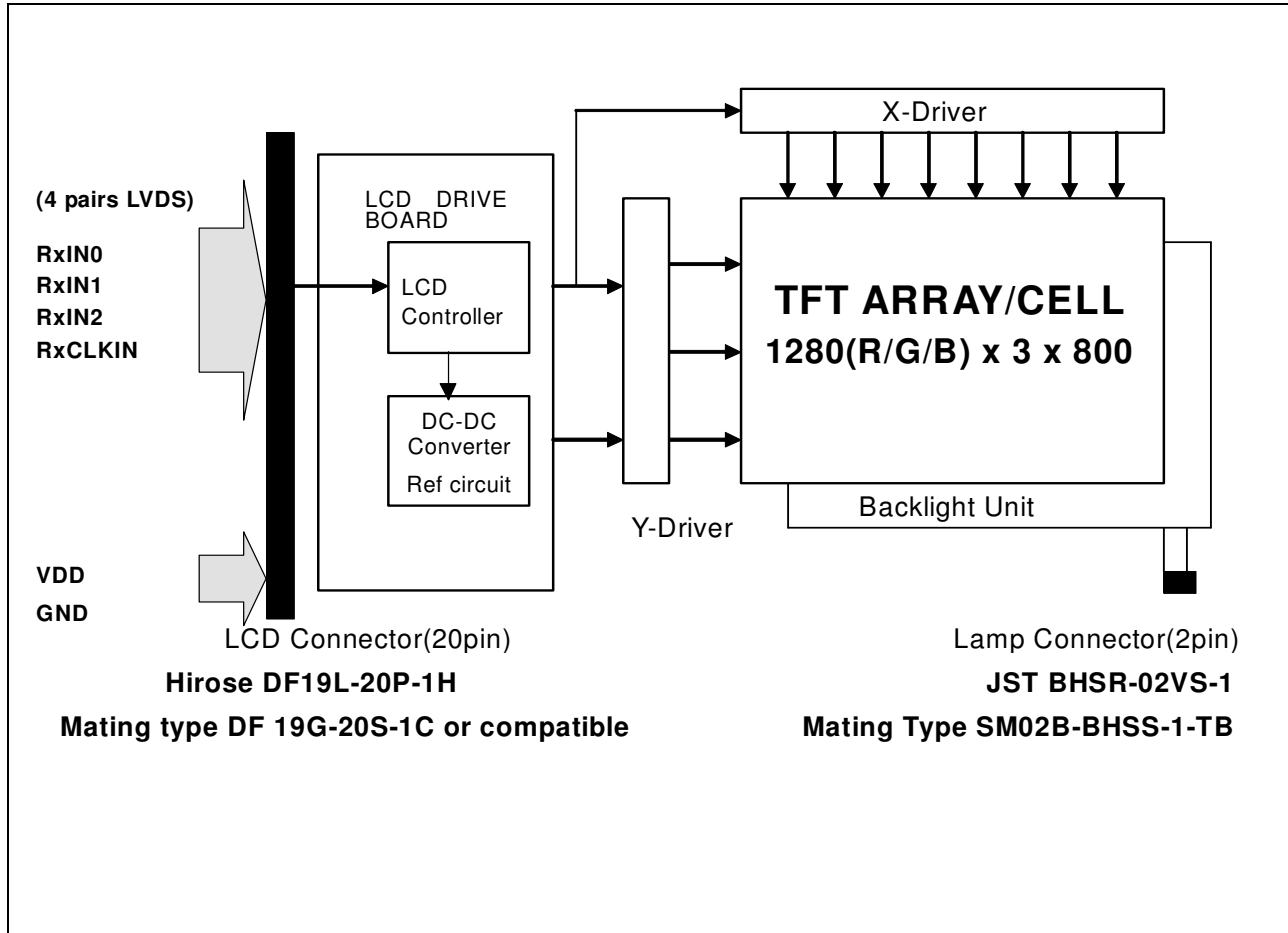 X-Driver
(4 pairs LVDS)
LCD DRIVE
BOARD
RxIN0
RxIN1
RxIN2
RxCLKIN
LCD
Controller
TFT ARRAY/CELL
1280(R/G/B) x 3 x 800
DC-DC
Converter
Ref circuit
Backlight Unit
Y-Driver
VDD
GND
LCD Connector(20pin)
Hirose DF19L-20P-1H
Mating type DF 19G-20S-1C or compatible
Lamp Connector(2pin)
JST BHSR-02VS-1
Mating Type SM02B-BHSS-1-TB